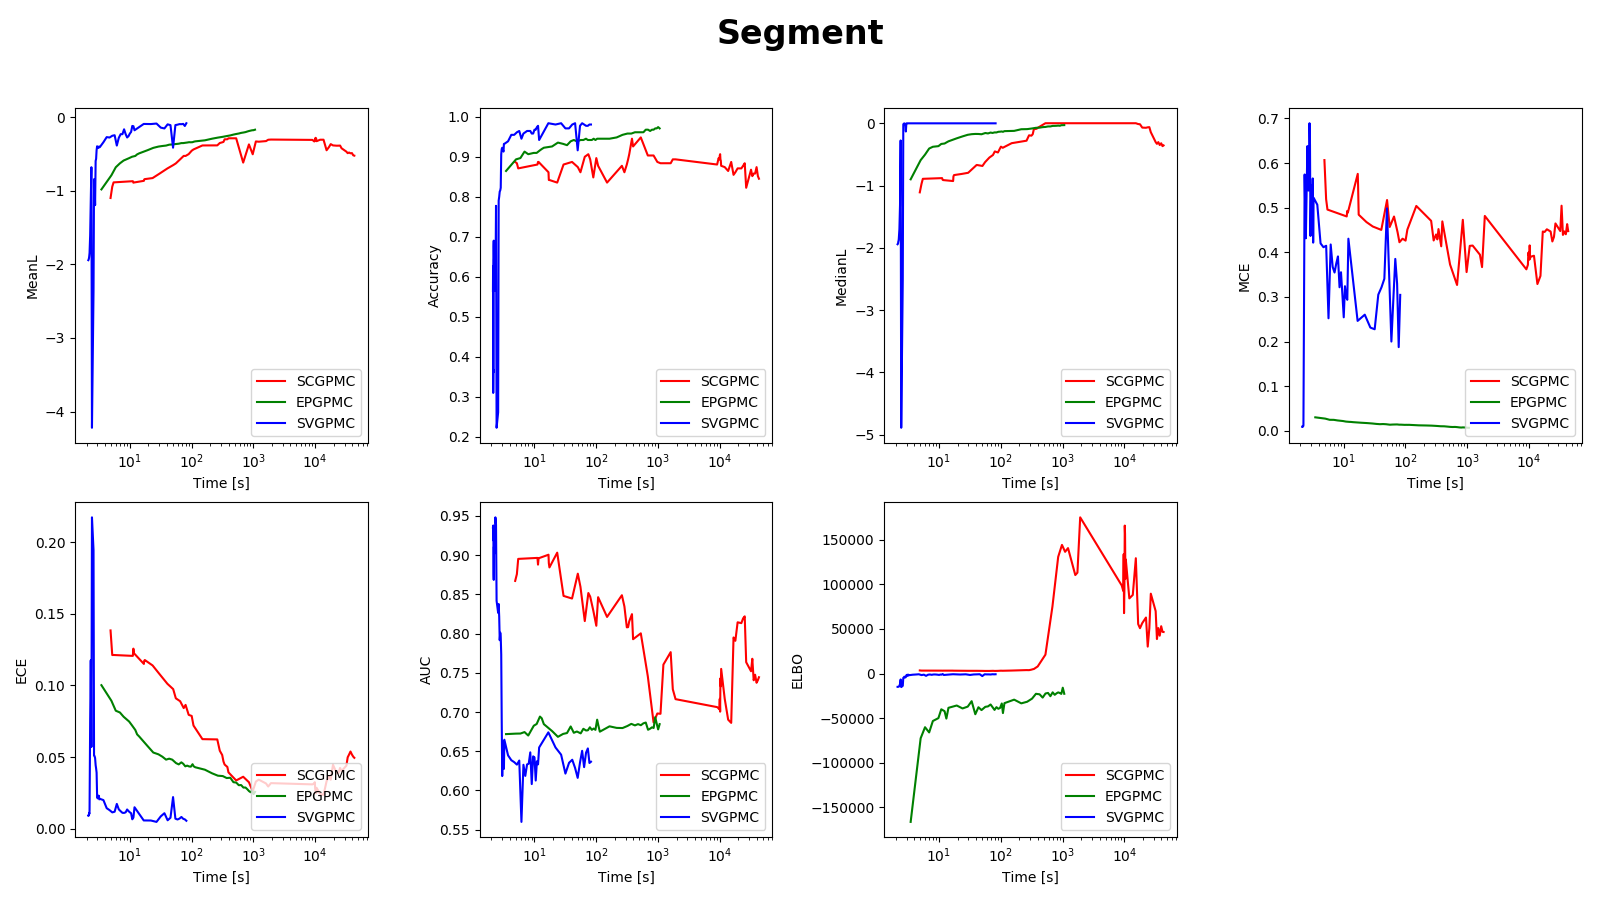 Segment
MeanL
0
−1
−2
−3
−4
10¹ 10² 10³ 10⁴
Time [s]
SCGPMC
EPGPMC
SVGPMC
Accuracy
1.0
0.9
0.8
0.7
0.6
0.5
0.4
0.3
0.2
10¹ 10² 10³ 10⁴
Time [s]
SCGPMC
EPGPMC
SVGPMC
MedianL
0
−1
−2
−3
−4
−5
10¹ 10² 10³ 10⁴
Time [s]
SCGPMC
EPGPMC
SVGPMC
MCE
0.7
0.6
0.5
0.4
0.3
0.2
0.1
0.0
10¹ 10² 10³ 10⁴
Time [s]
SCGPMC
EPGPMC
SVGPMC
ECE
0.20
0.15
0.10
0.05
0.00
10¹ 10² 10³ 10⁴
Time [s]
SCGPMC
EPGPMC
SVGPMC
AUC
0.95
0.90
0.85
0.80
0.75
0.70
0.65
0.60
0.55
10¹ 10² 10³ 10⁴
Time [s]
SCGPMC
EPGPMC
SVGPMC
ELBO
150000
100000
50000
0
−50000
−100000
−150000
10¹ 10² 10³ 10⁴
Time [s]
SCGPMC
EPGPMC
SVGPMC